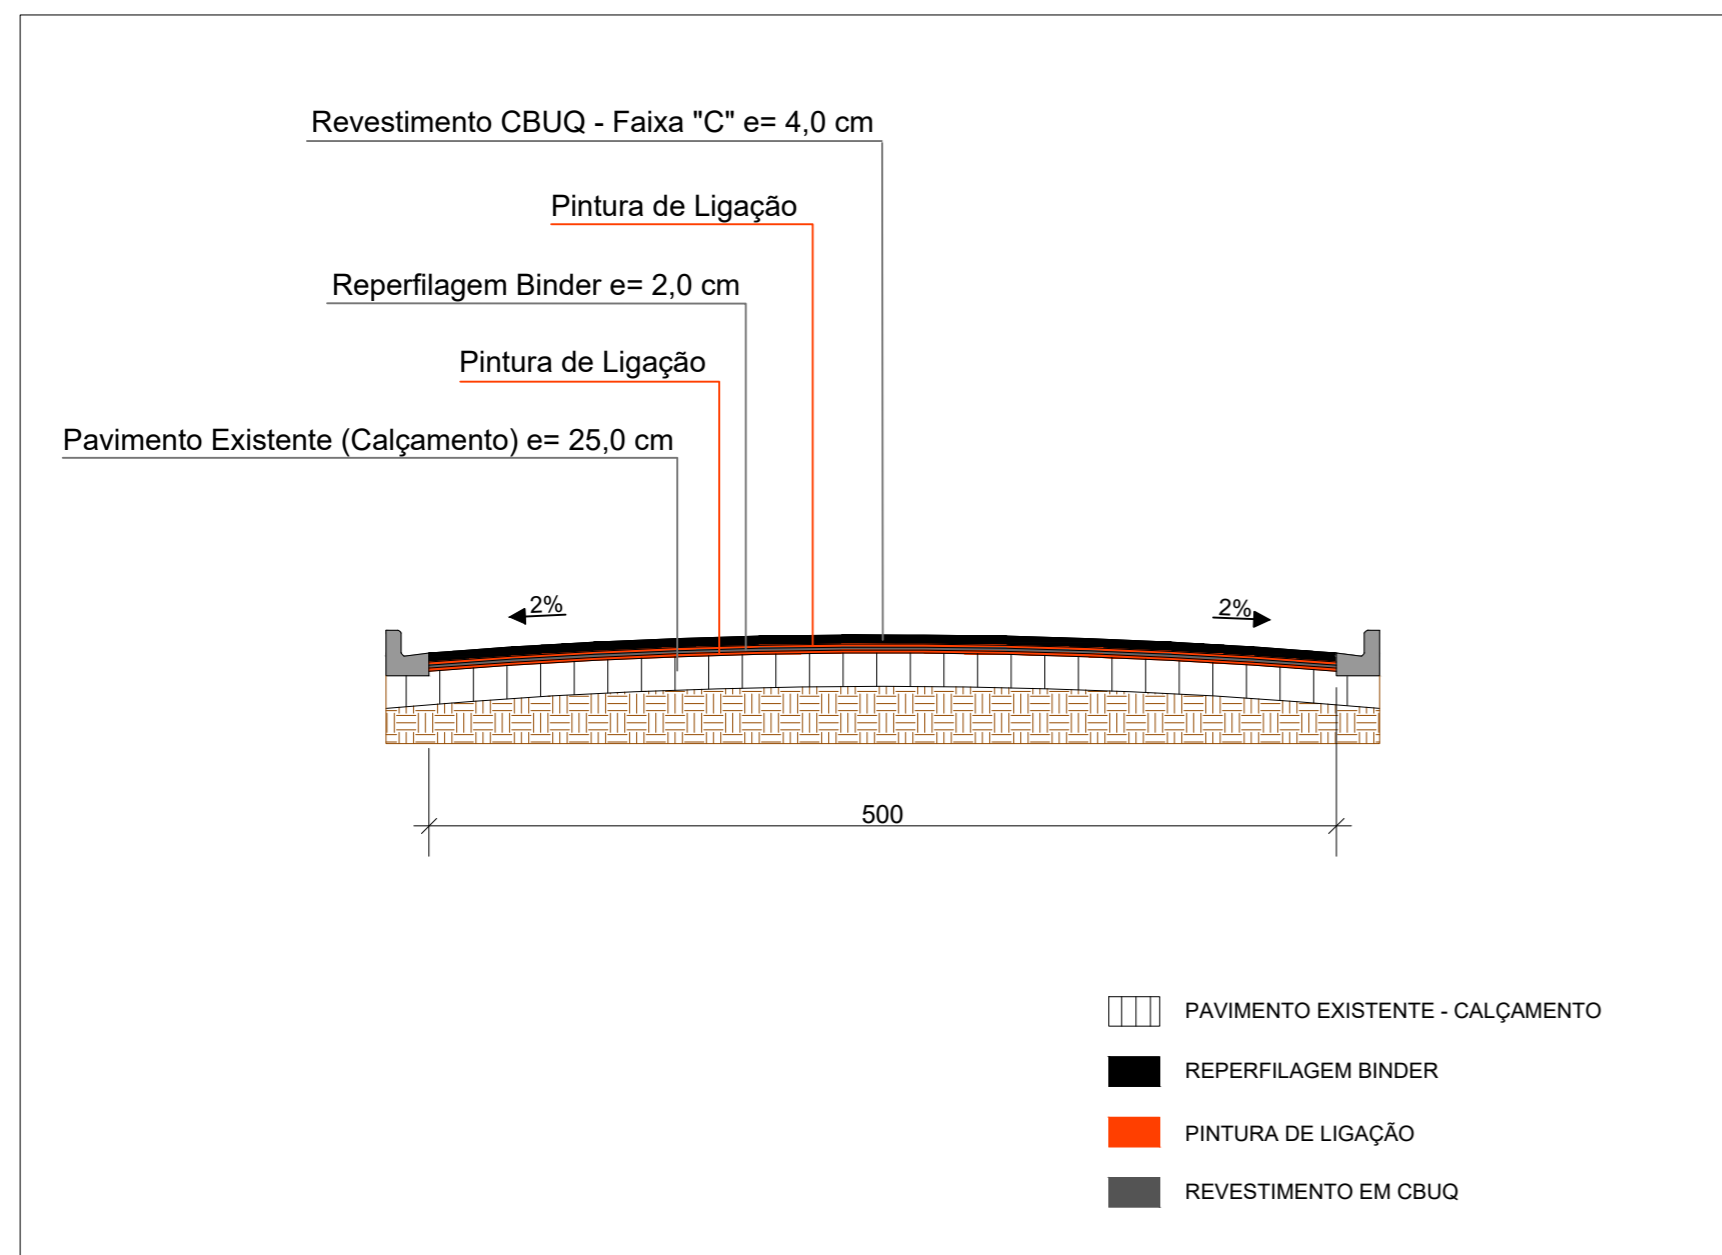 Revestimento CBUQ - Faixa "C" e= 4,0 cm
Pintura de Ligação
Reperfilagem Binder e= 2,0 cm
Pintura de Ligação
Pavimento Existente (Calçamento) e= 25,0 cm
2%
2%
500
PAVIMENTO EXISTENTE - CALÇAMENTO
REPERFILAGEM BINDER
PINTURA DE LIGAÇÃO
REVESTIMENTO EM CBUQ